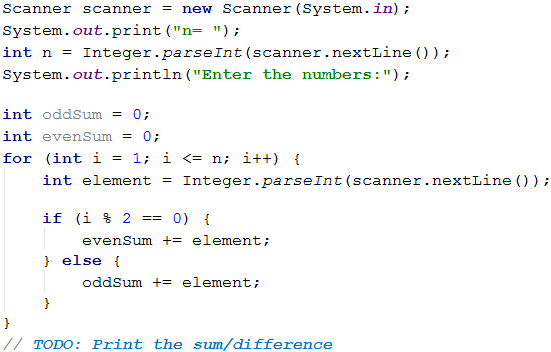 Scanner scanner = new Scanner(System.in);
System.out.print("n= ");
int n = Integer.parseInt(scanner.nextLine());
System.out.println("Enter the numbers:");
int oddSum = 0;
int evenSum = 0;
for (int i = 1; i <= n; i++) {
int element = Integer.parseInt(scanner.nextLine());
if (i % 2 == 0) {
evenSum += element;
} else {
oddSum += element;
}
}
// TODO: Print the sum/difference